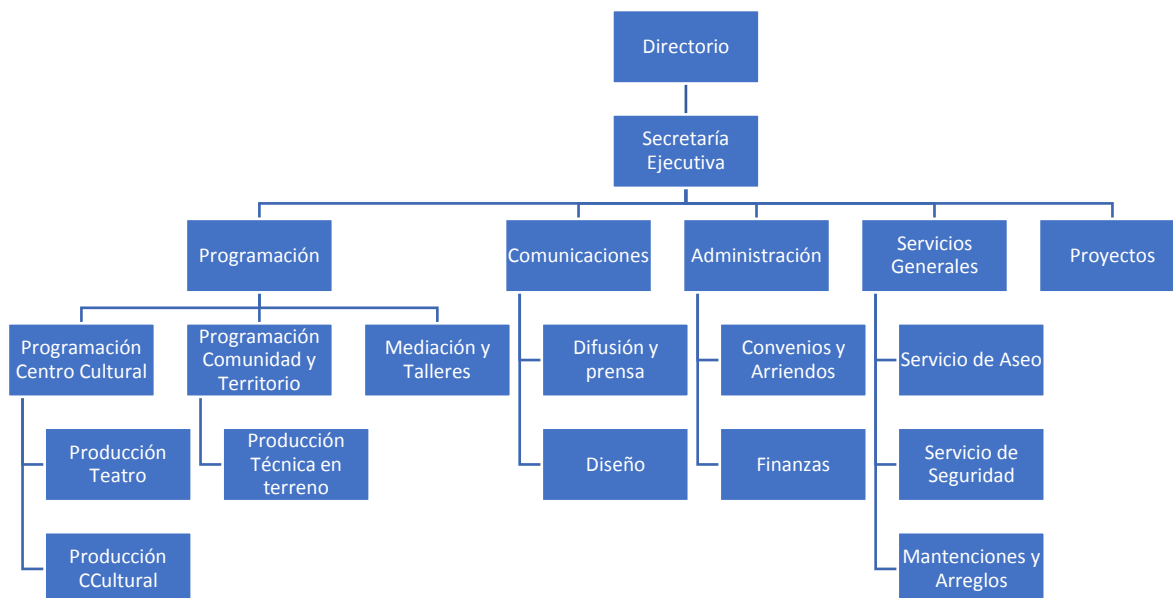 Directorio
Secretaría
Ejecutiva
Programación
Comunicaciones
Administración
Servicios
Generales
Proyectos
Programación
Centro Cultural
Programación
Comunidad y
Territorio
Mediación y
Talleres
Difusión y
prensa
Convenios y
Arriendos
Servicio de Aseo
Producción
Teatro
Producción
Técnica en
terreno
Diseño
Finanzas
Servicio de
Seguridad
Producción
CCultural
Mantenciones y
Arreglos